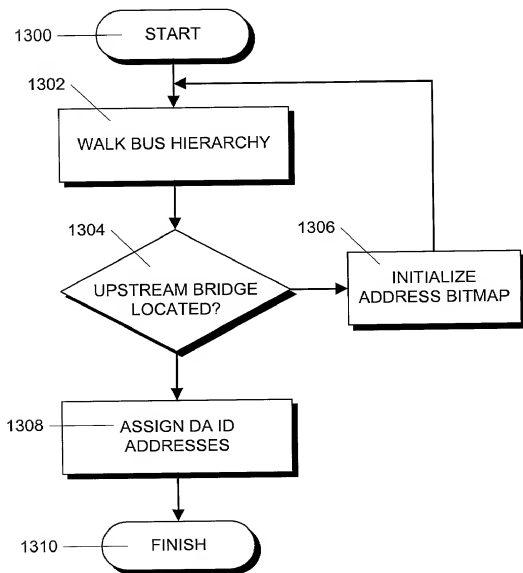 1300
START
1302
WALK BUS HIERARCHY
1304
UPSTREAM BRIDGE
LOCATED?
1306
INITIALIZE
ADDRESS BITMAP
1308
ASSIGN DA ID
ADDRESSES
1310
FINISH